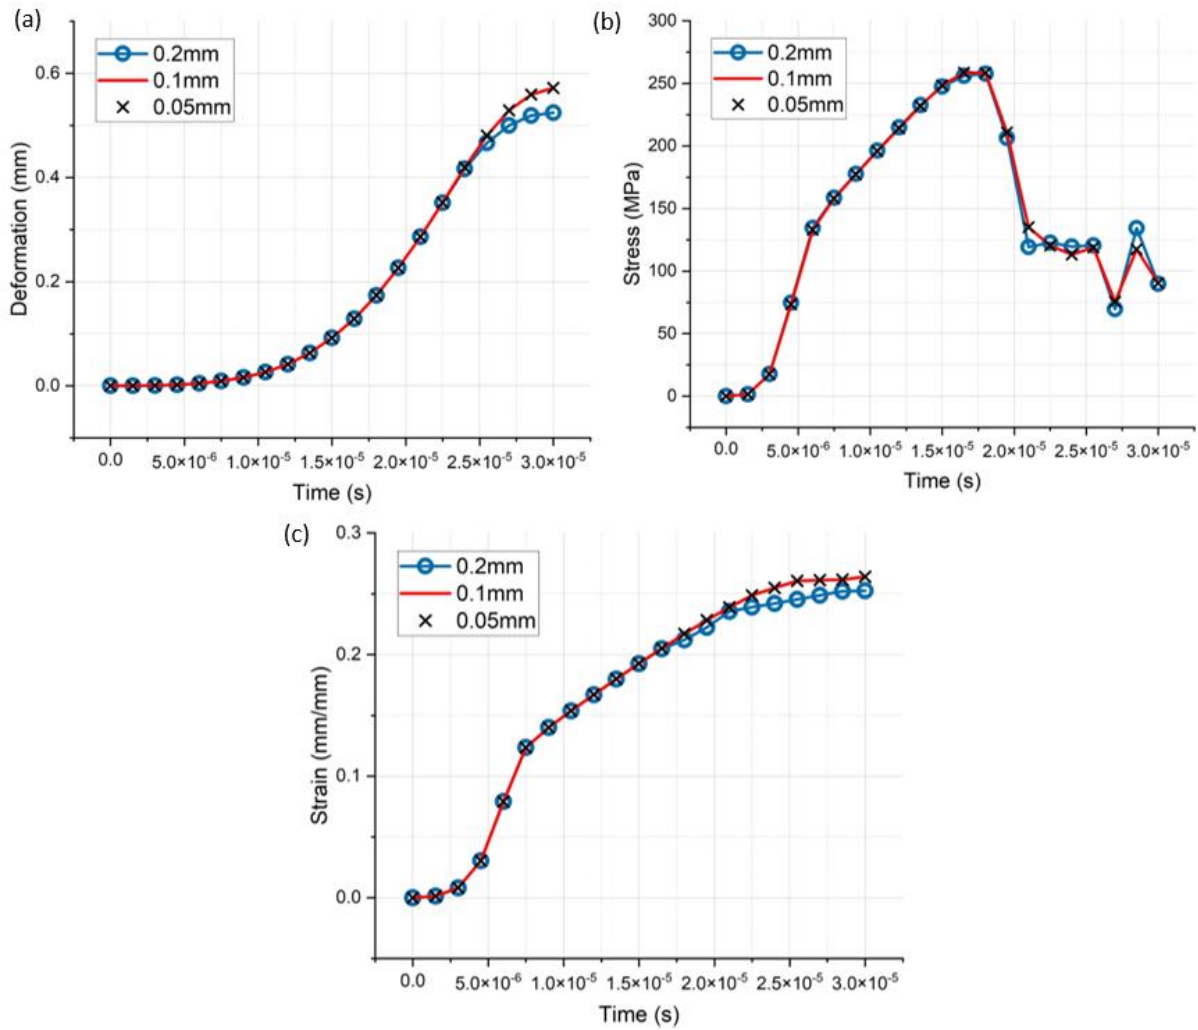 (a)
0.2mm
0.1mm
0.05mm
0.6
0.4
0.2
0.0
Deformation (mm)
0.0 5.0×10⁻⁶ 1.0×10⁻⁵ 1.5×10⁻⁵ 2.0×10⁻⁵ 2.5×10⁻⁵ 3.0×10⁻⁵
Time (s)
(b)
0.2mm
0.1mm
0.05mm
300
250
200
150
100
50
0
Stress (MPa)
0.0 5.0×10⁻⁶ 1.0×10⁻⁵ 1.5×10⁻⁵ 2.0×10⁻⁵ 2.5×10⁻⁵ 3.0×10⁻⁵
Time (s)
(c)
0.2mm
0.1mm
0.05mm
0.3
0.2
0.1
0.0
Strain (mm/mm)
0.0 5.0×10⁻⁶ 1.0×10⁻⁵ 1.5×10⁻⁵ 2.0×10⁻⁵ 2.5×10⁻⁵ 3.0×10⁻⁵
Time (s)